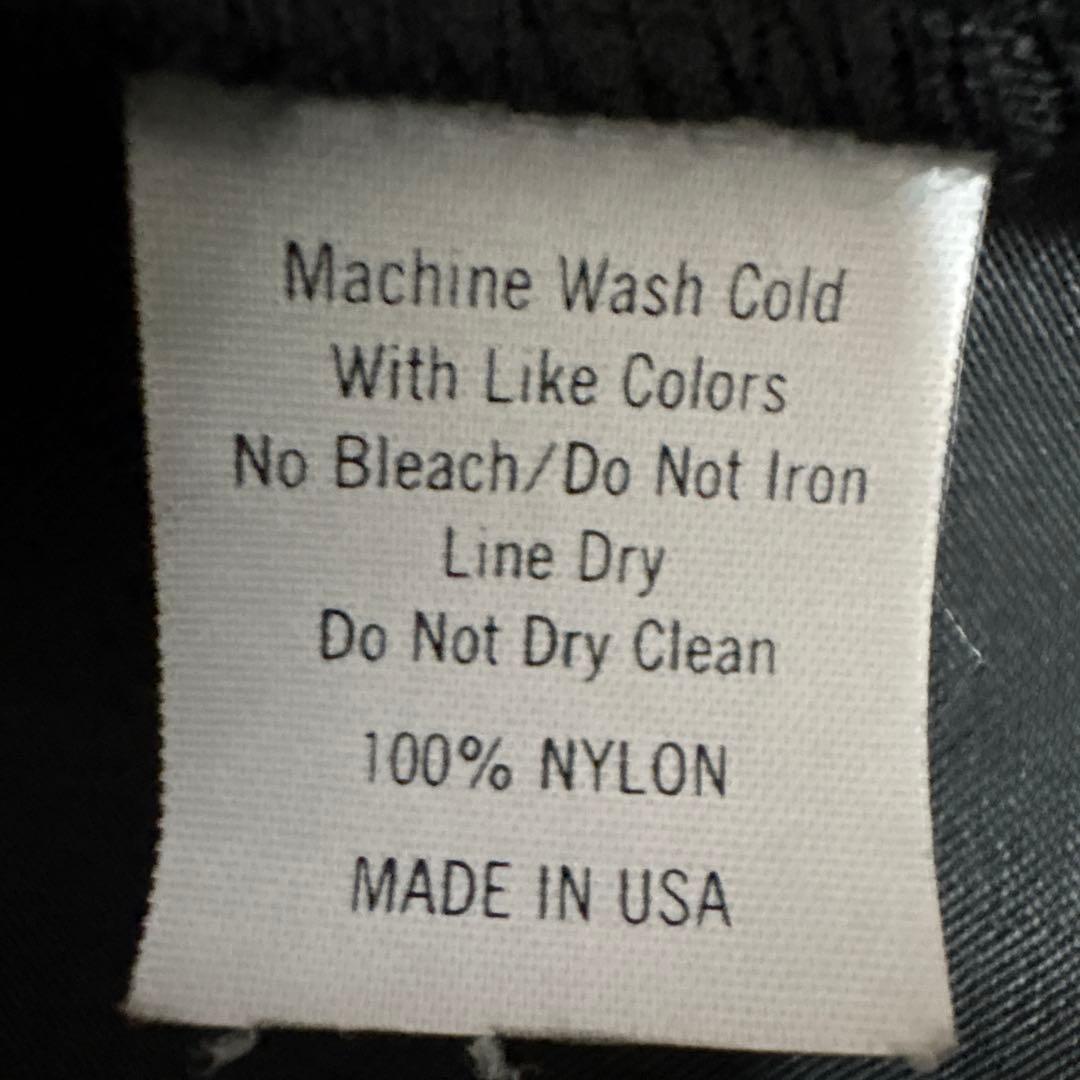 Machine Wash Cold
With Like Colors
No Bleach/Do Not Iron
Line Dry
Do Not Dry Clean
100% NYLON
MADE IN USA